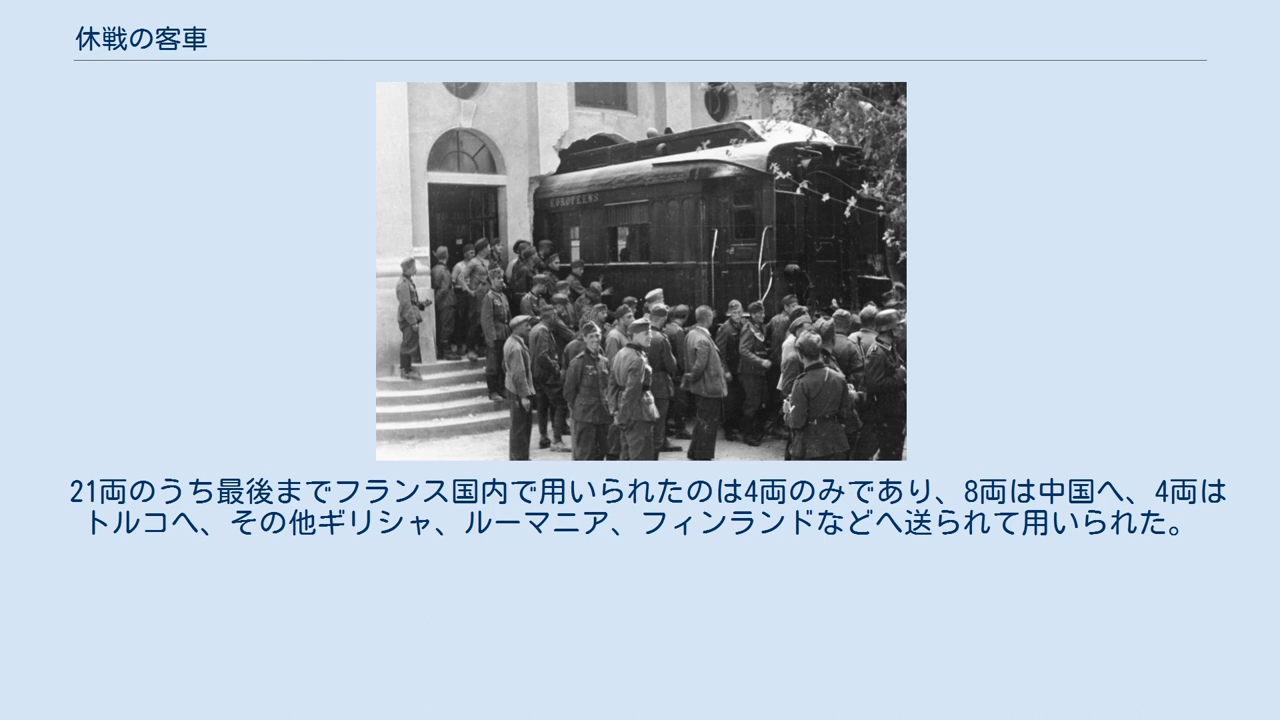 休戦の客車
EUROPEENS
21両のうち最後までフランス国内で用いられたのは4両のみであり、8両は中国へ、4両は
トルコへ、その他ギリシャ、ルーマニア、フィンランドなどへ送られて用いられた。